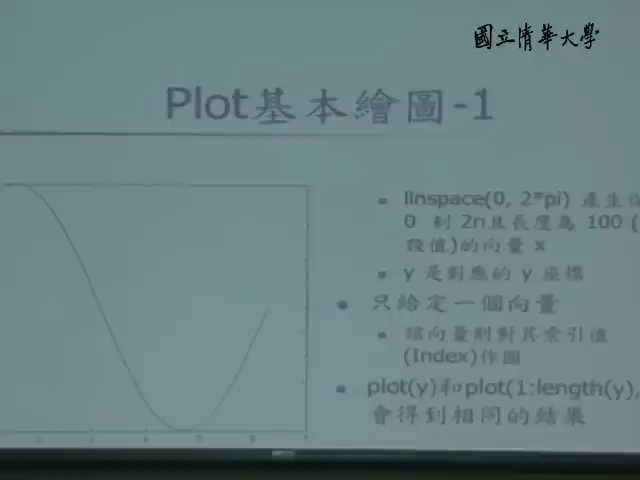 國立清華大學
Plot基本繪圖-1
linspace(0, 2*pi) 產生
0 到 2π且長度為 100 (
設值)的向量 x
y 是對應的 y 座標
只給定一個向量
該向量則對其索引值
(Index)作圖
plot(y)和plot(1:length(y),
會得到相同的結果